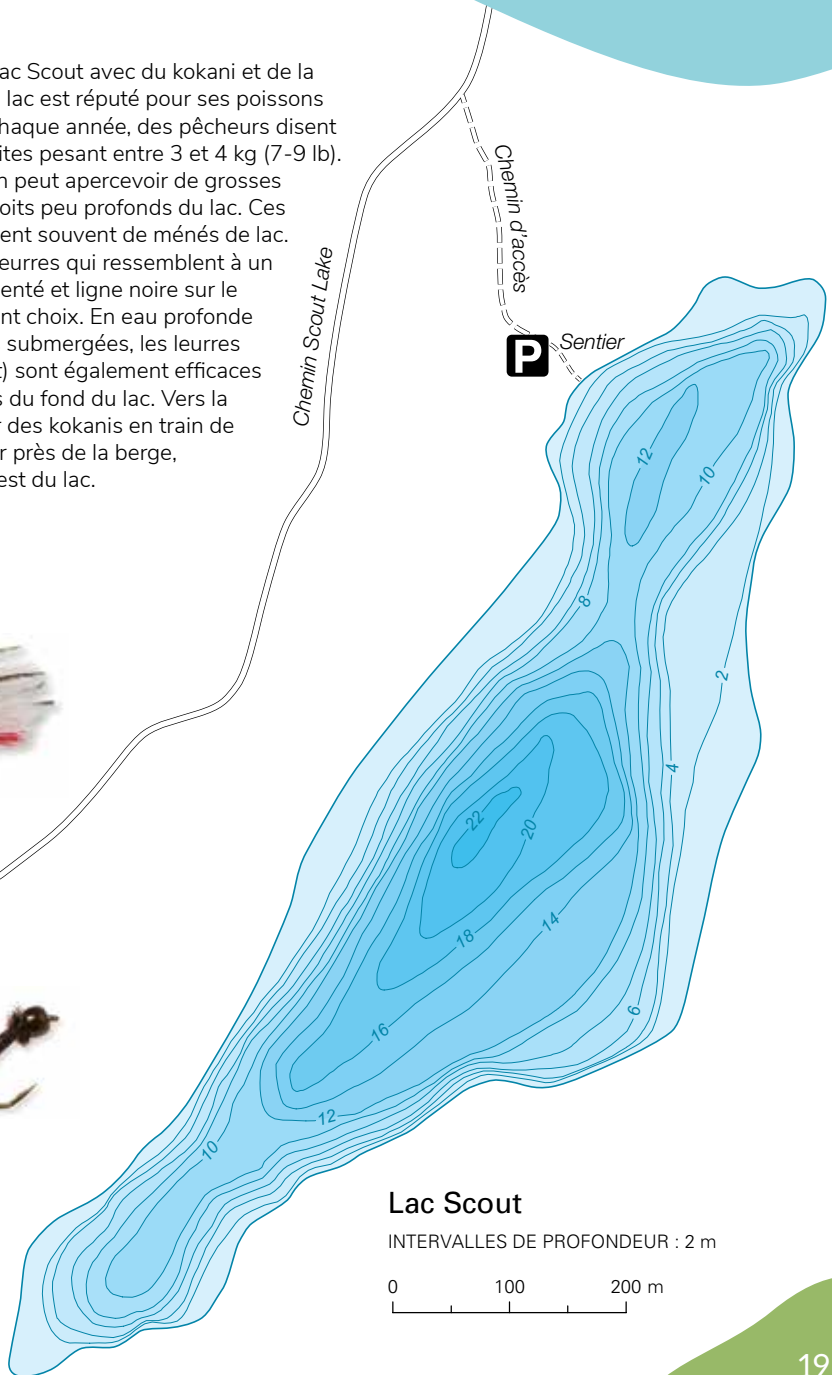 ac Scout avec du kokani et de la
lac est réputé pour ses poissons
haque année, des pêcheurs disent
ites pesant entre 3 et 4 kg (7-9 lb).
n peut apercevoir de grosses
oits peu profonds du lac. Ces
ent souvent de ménés de lac.
eurres qui ressemblent à un
enté et ligne noire sur le
nt choix. En eau profonde
submergées, les leurres
t) sont également efficaces
s du fond du lac. Vers la
r des kokanis en train de
r près de la berge,
est du lac.
Chemin Scout Lake
Chemin d'accès
P
Sentier
12
10
8
2
4
22
20
18
14
16
6
12
10
Lac Scout
INTERVALLES DE PROFONDEUR : 2 m
0 100 200 m
19